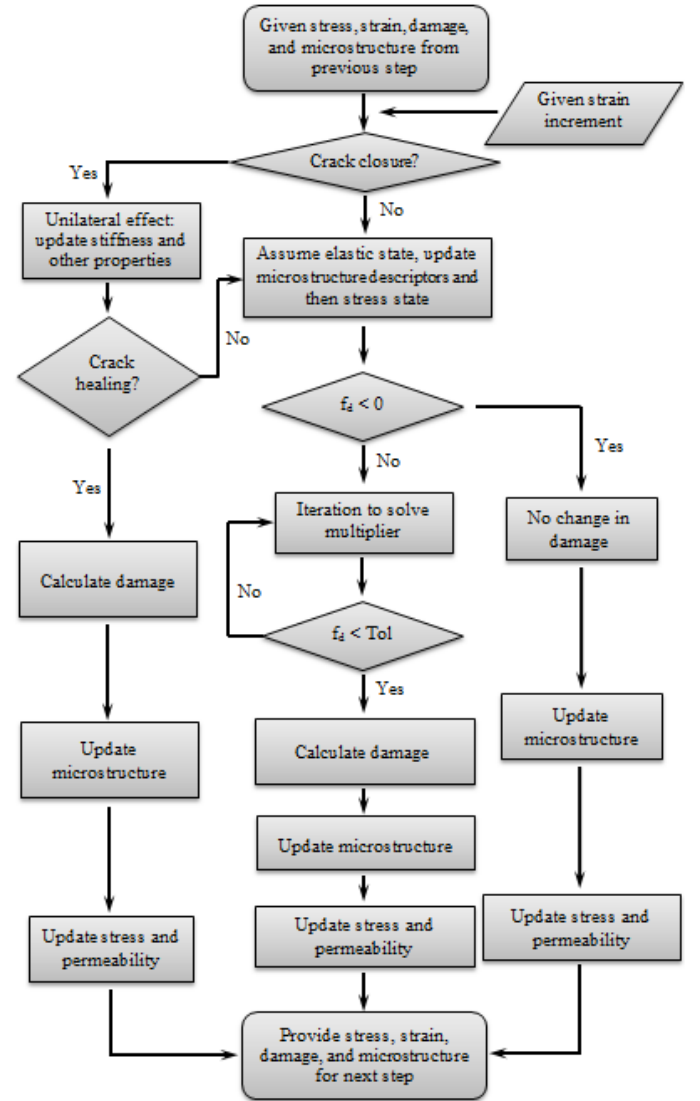 Given stress, strain, damage,
and microstructure from
previous step
Given strain
increment
Crack closure?
Yes
No
Unilateral effect:
update stiffness and
other properties
Assume elastic state, update
microstructure descriptors and
then stress state
No
Crack
healing?
f_d < 0
Yes
No
Yes
Iteration to solve
multiplier
No change in
damage
Calculate damage
No
f_d < Tol
Yes
Update
microstructure
Calculate damage
Update
microstructure
Update microstructure
Update stress and
permeability
Update stress and
permeability
Update stress and
permeability
Provide stress, strain,
damage, and microstructure
for next step